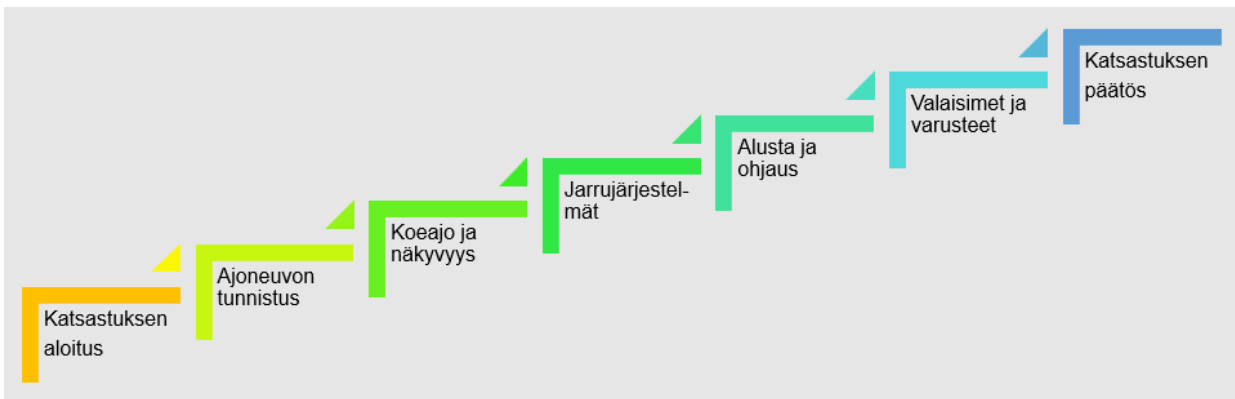 Katsastuksen
aloitus
Ajoneuvon
tunnistus
Koeajo ja
näkyvyys
Jarrujärjestel-
mät
Alusta ja
ohjaus
Valaisimet ja
varusteet
Katsastuksen
päätös